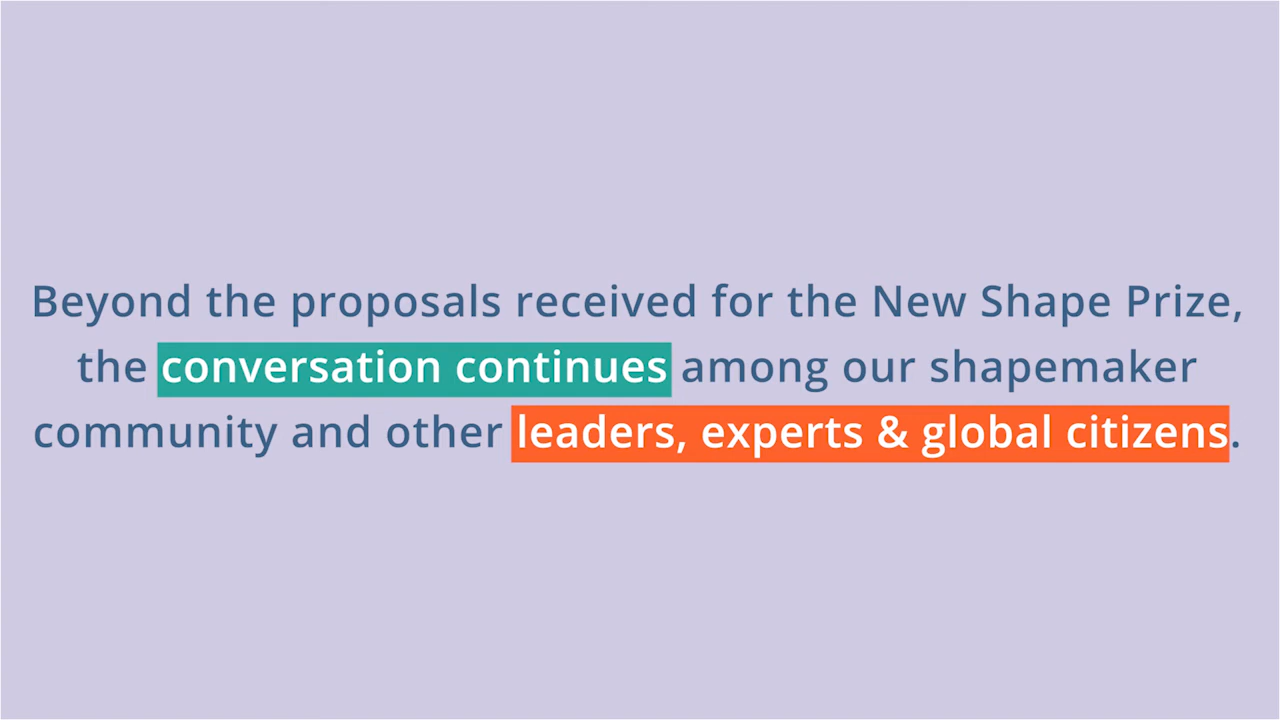 Beyond the proposals received for the New Shape Prize,
the conversation continues among our shapemaker
community and other leaders, experts & global citizens.